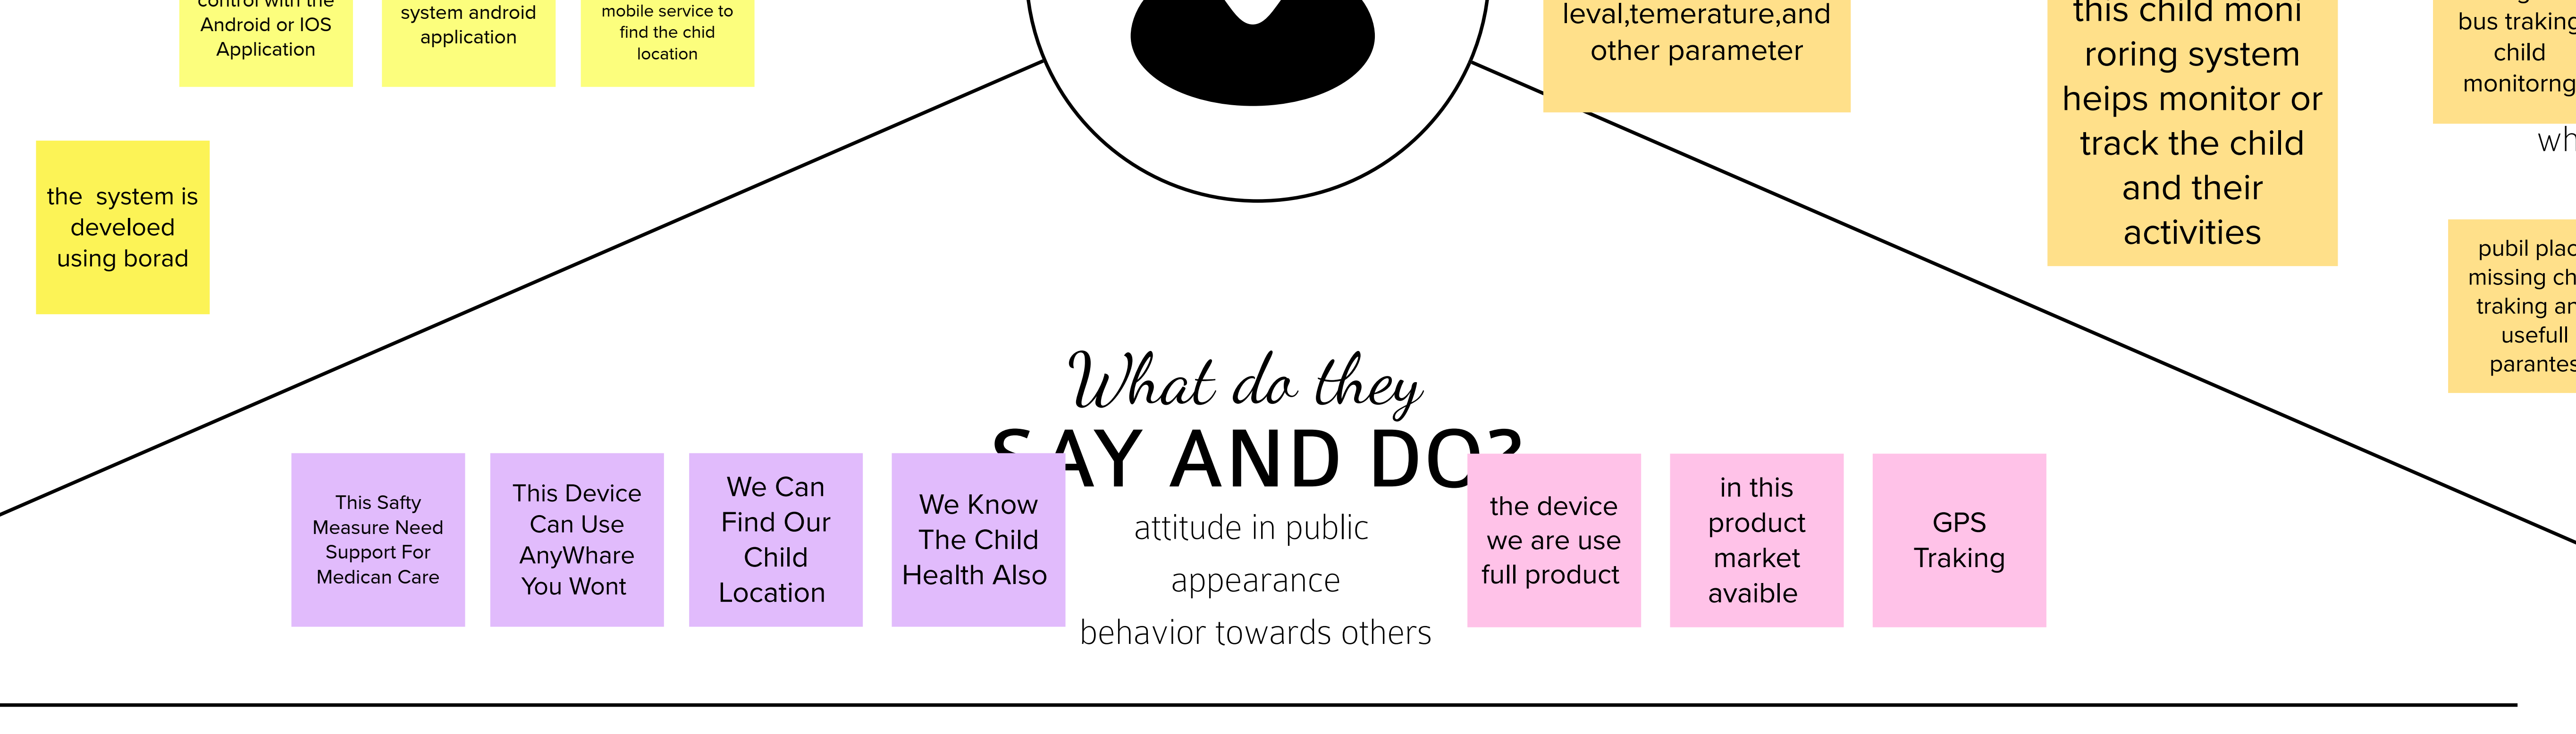 control with the
Android or IOS
Application
system android
application
mobile service to
find the chid
location
leval,temerature,and
other parameter
this child moni
roring system
heips monitor or
track the child
and their
activities
bus traking
child
monitorng
the system is
develoed
using borad
pubil plac
missing ch
traking an
usefull
parantes
What do they
SAY AND DO?
attitude in public
appearance
behavior towards others
This Safty
Measure Need
Support For
Medican Care
This Device
Can Use
AnyWhare
You Wont
We Can
Find Our
Child
Location
We Know
The Child
Health Also
the device
we are use
full product
in this
product
market
avaible
GPS
Traking